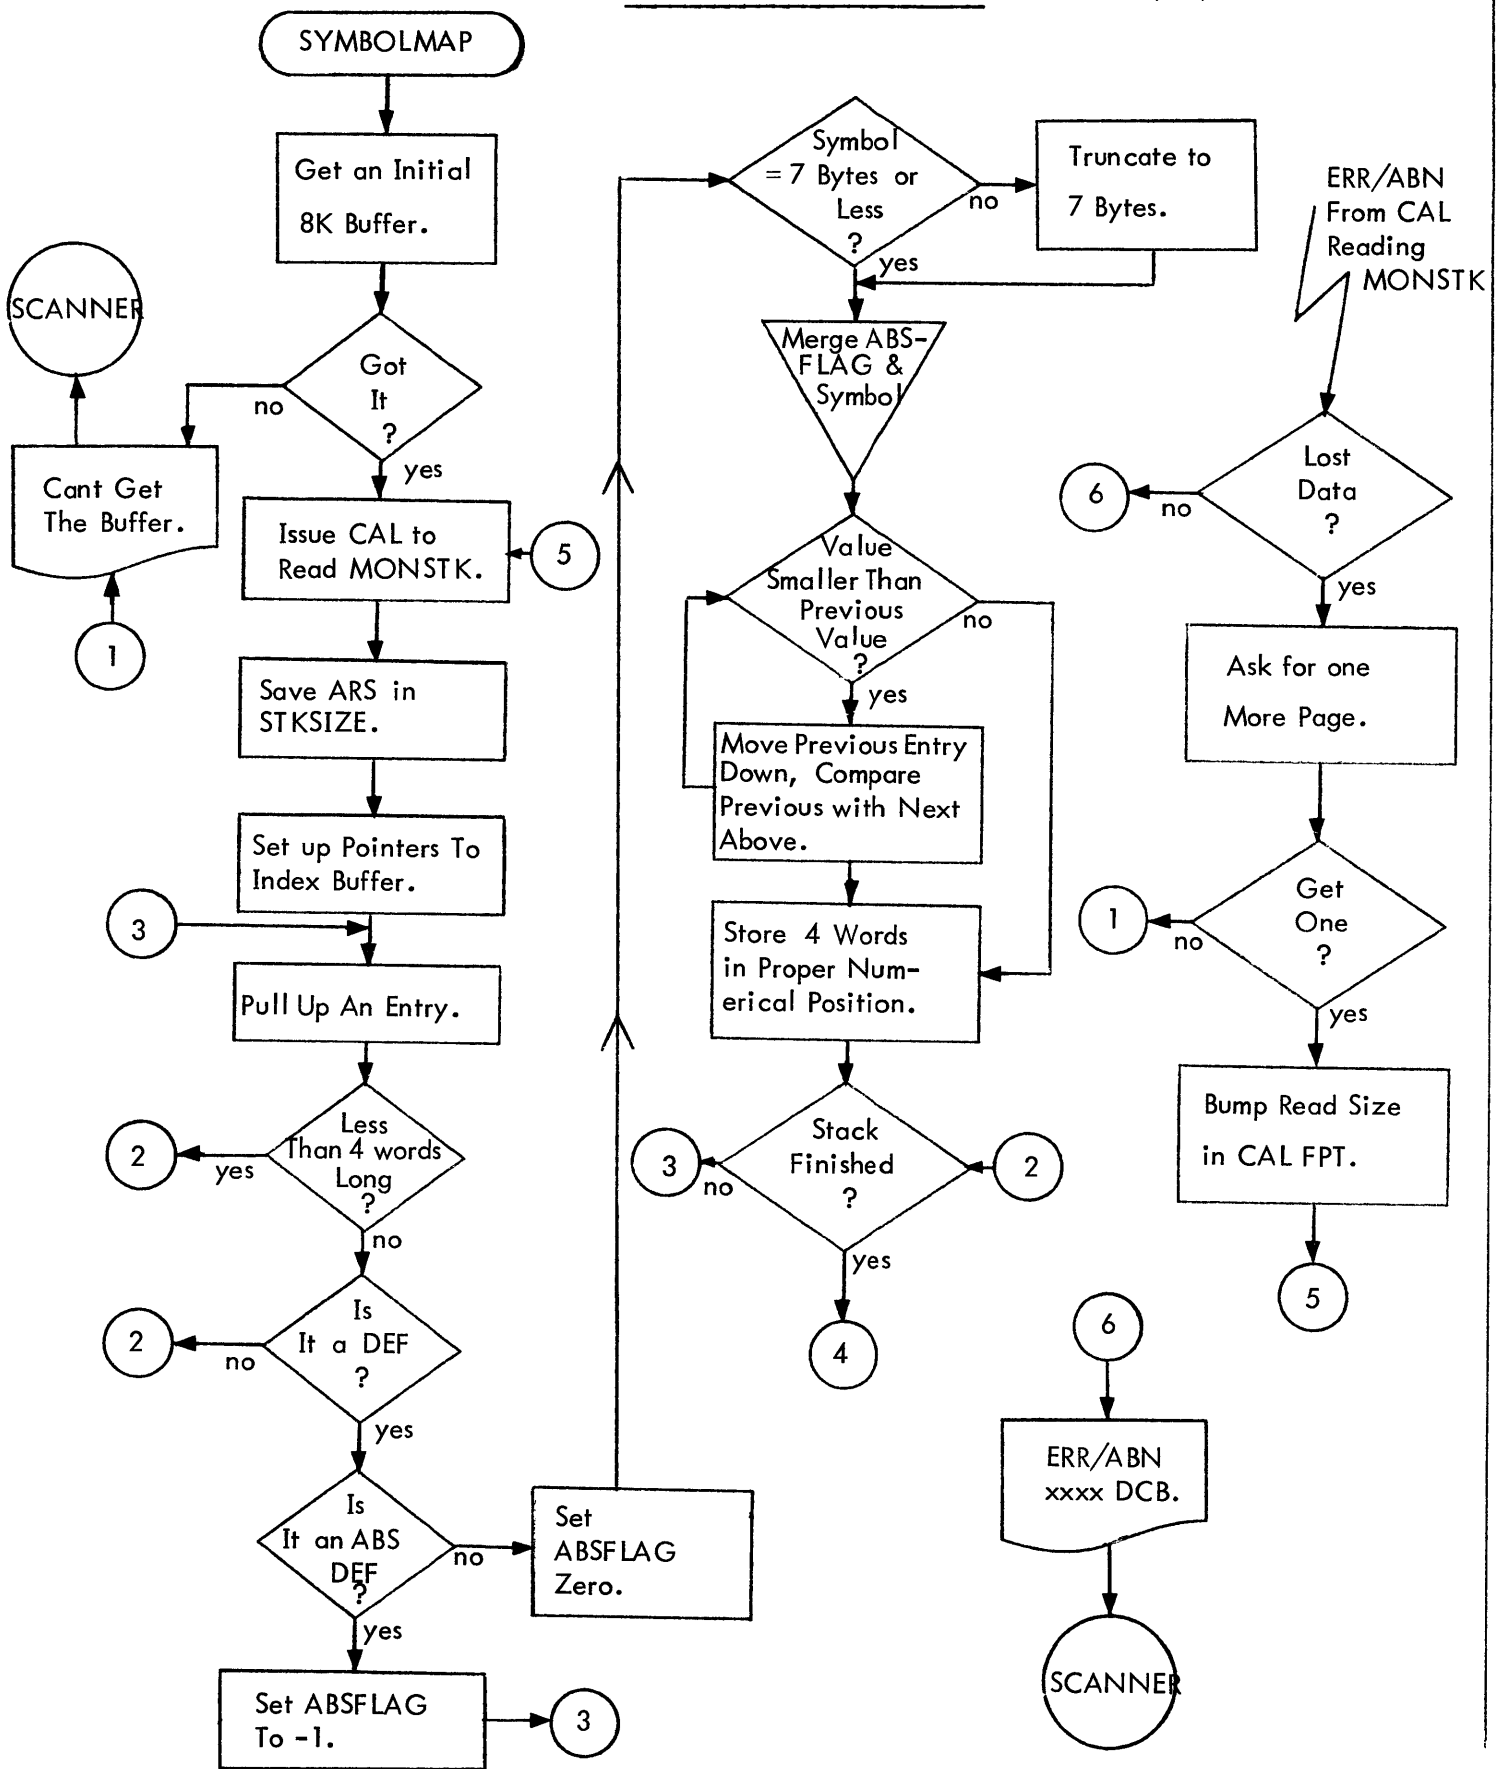 SYMBOLMAP
Get an Initial
8K Buffer.
SCANNER
Got
It
?
no
yes
Cant Get
The Buffer.
1
Issue CAL to
Read MONSTK.
5
Save ARS in
STKSIZE.
Set up Pointers To
Index Buffer.
3
Pull Up An Entry.
Less
Than 4 words
Long
?
yes
2
no
Is
It a DEF
?
2
no
yes
Is
It an ABS
DEF
?
no
yes
Set
ABSFLAG
Zero.
Set ABSFLAG
To -1.
3
Symbol
= 7 Bytes or
Less
?
no
yes
Truncate to
7 Bytes.
Merge ABS-
FLAG &
Symbol
Value
Smaller Than
Previous
Value
?
no
yes
Move Previous Entry
Down, Compare
Previous with Next
Above.
Store 4 Words
in Proper Num-
erical Position.
Stack
Finished
?
3
no
2
yes
4
ERR/ABN
From CAL
Reading
MONSTK
Lost
Data
?
6
no
yes
Ask for one
More Page.
Get
One
?
1
no
yes
Bump Read Size
in CAL FPT.
5
6
ERR/ABN
xxxx DCB.
SCANNER